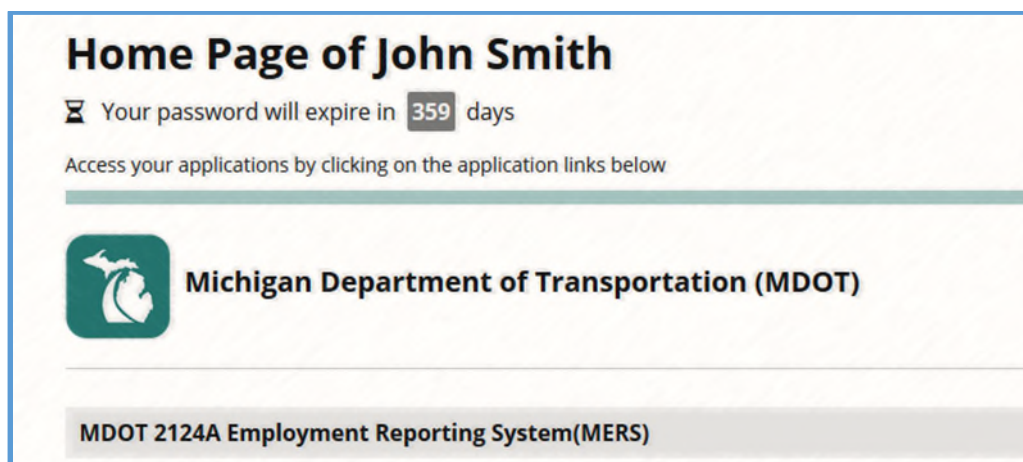 Home Page of John Smith
Your password will expire in 359 days
Access your applications by clicking on the application links below
Michigan Department of Transportation (MDOT)
MDOT 2124A Employment Reporting System(MERS)